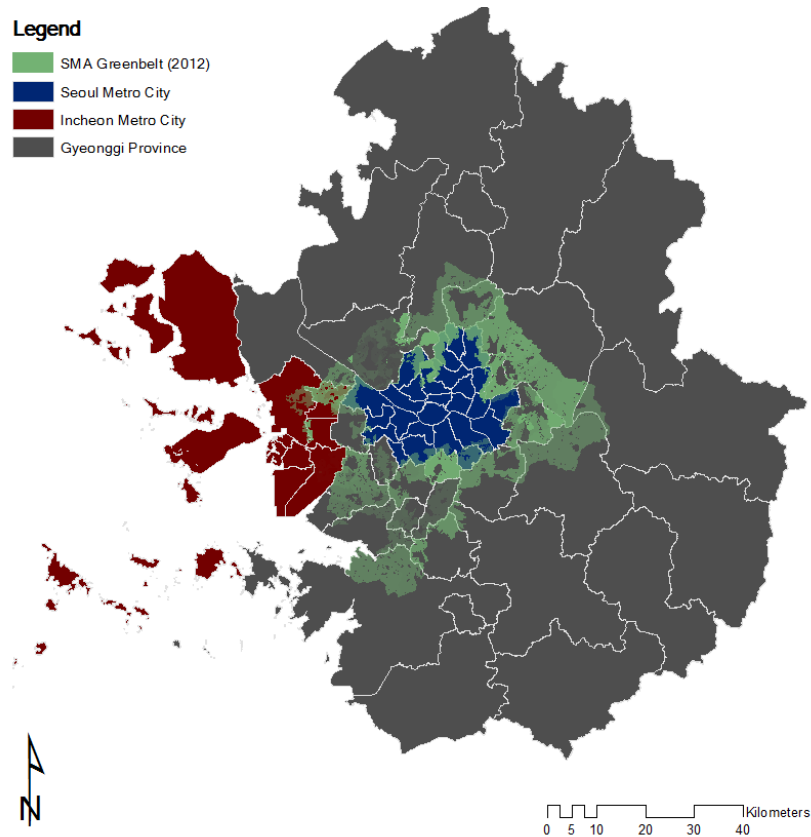 Legend
SMA Greenbelt (2012)
Seoul Metro City
Incheon Metro City
Gyeonggi Province
N
Kilometers
0 5 10 20 30 40